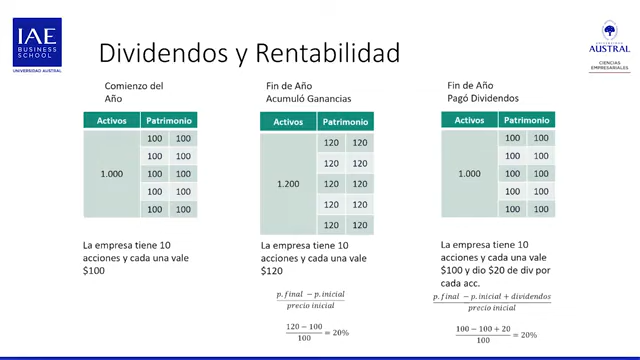 IAE
BUSINESS
SCHOOL
UNIVERSIDAD AUSTRAL
Dividendos y Rentabilidad
AUSTRAL
CIENCIAS
EMPRESARIALES
Comienzo del
Año
Activos Patrimonio
1.000
100 100
100 100
100 100
100 100
100 100
La empresa tiene 10
acciones y cada una vale
$100
Fin de Año
Acumuló Ganancias
Activos Patrimonio
1.200
120 120
120 120
120 120
120 120
120 120
La empresa tiene 10
acciones y cada una vale
$120
p. final − p. inicial
precio inicial
120 − 100
100
= 20%
Fin de Año
Pagó Dividendos
Activos Patrimonio
1.000
100 100
100 100
100 100
100 100
100 100
La empresa tiene 10
acciones y cada una vale
$100 y dio $20 de div por
cada acc.
p. final − p. inicial + dividendos
precio inicial
100 − 100 + 20
100
= 20%